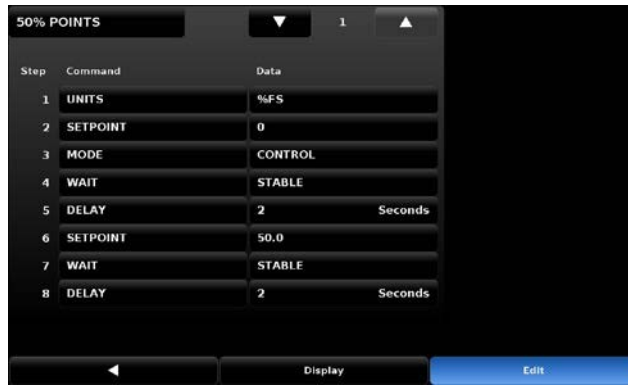 50% POINTS ▼ 1 ▲
Step Command Data
1 UNITS %FS
2 SETPOINT 0
3 MODE CONTROL
4 WAIT STABLE
5 DELAY 2 Seconds
6 SETPOINT 50.0
7 WAIT STABLE
8 DELAY 2 Seconds
◀ Display Edit